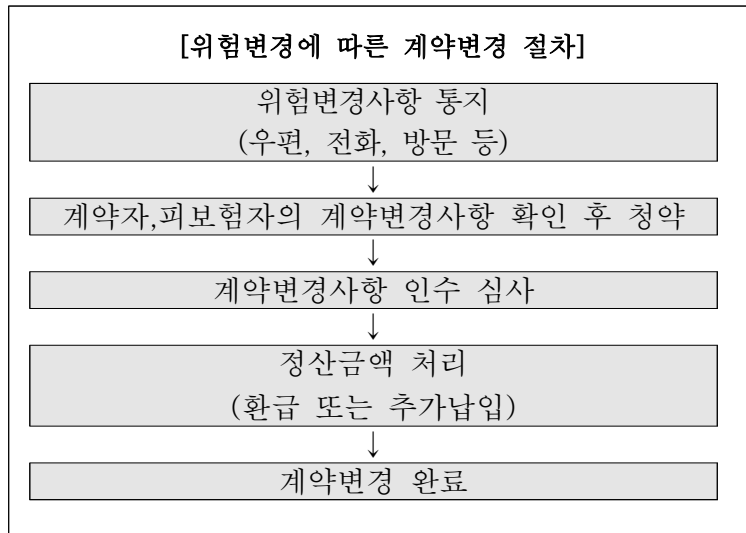 [위험변경에 따른 계약변경 절차]
위험변경사항 통지
(우편, 전화, 방문 등)
↓
계약자,피보험자의 계약변경사항 확인 후 청약
↓
계약변경사항 인수 심사
↓
정산금액 처리
(환급 또는 추가납입)
↓
계약변경 완료